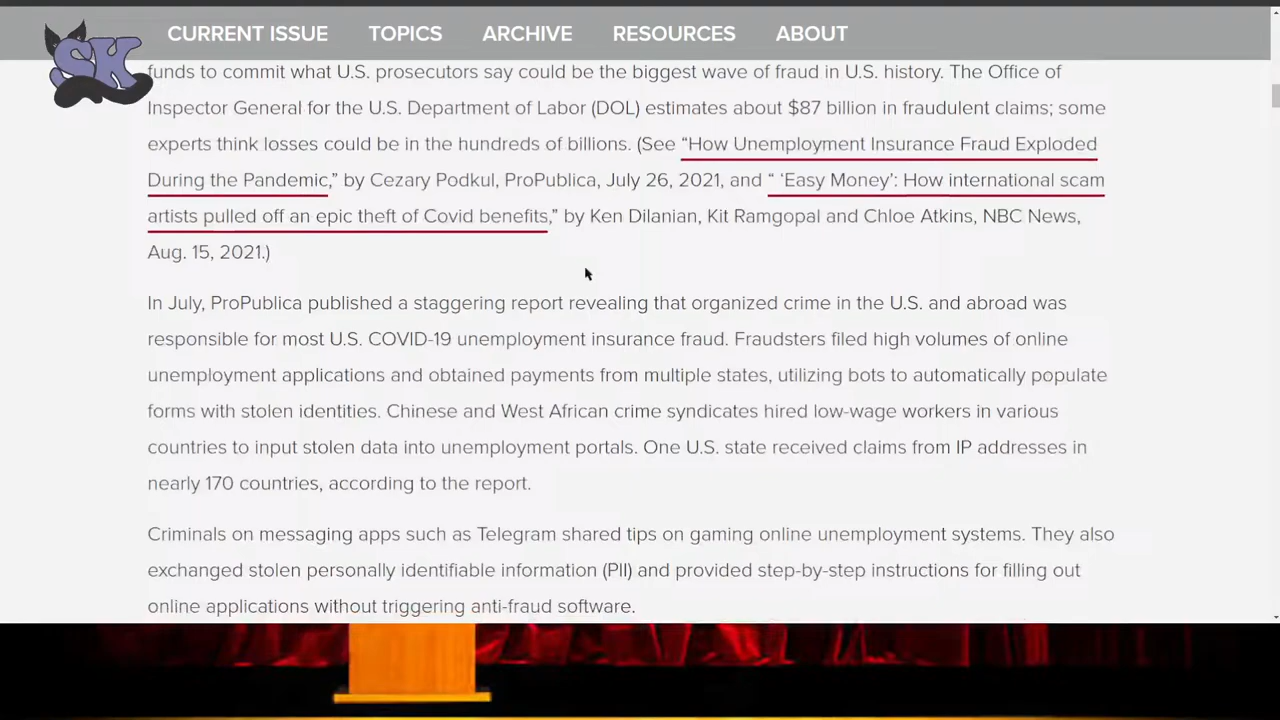 SK
CURRENT ISSUE TOPICS ARCHIVE RESOURCES ABOUT
funds to commit what U.S. prosecutors say could be the biggest wave of fraud in U.S. history. The Office of
Inspector General for the U.S. Department of Labor (DOL) estimates about $87 billion in fraudulent claims; some
experts think losses could be in the hundreds of billions. (See “How Unemployment Insurance Fraud Exploded
During the Pandemic,” by Cezary Podkul, ProPublica, July 26, 2021, and “ ‘Easy Money’: How international scam
artists pulled off an epic theft of Covid benefits,” by Ken Dilanian, Kit Ramgopal and Chloe Atkins, NBC News,
Aug. 15, 2021.)
In July, ProPublica published a staggering report revealing that organized crime in the U.S. and abroad was
responsible for most U.S. COVID-19 unemployment insurance fraud. Fraudsters filed high volumes of online
unemployment applications and obtained payments from multiple states, utilizing bots to automatically populate
forms with stolen identities. Chinese and West African crime syndicates hired low-wage workers in various
countries to input stolen data into unemployment portals. One U.S. state received claims from IP addresses in
nearly 170 countries, according to the report.
Criminals on messaging apps such as Telegram shared tips on gaming online unemployment systems. They also
exchanged stolen personally identifiable information (PII) and provided step-by-step instructions for filling out
online applications without triggering anti-fraud software.